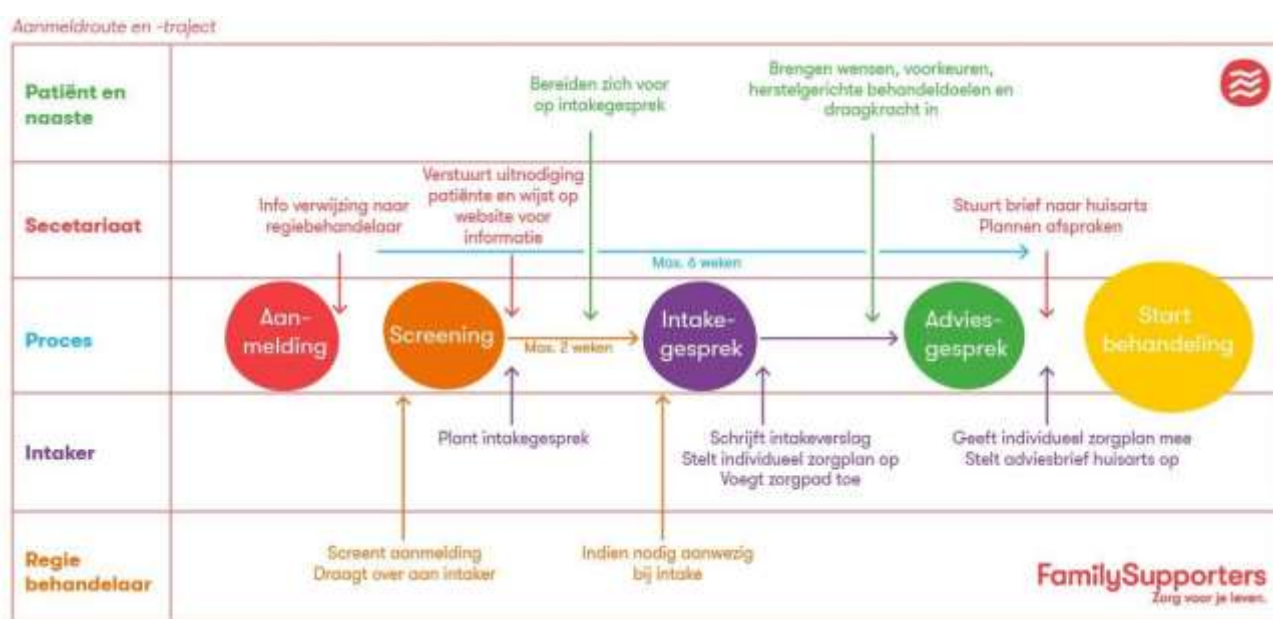 Aanmeldroute en -traject
Patiënt en
naaste
Bereiden zich voor
op intakegesprek
Brengen wensen, voorkeuren,
herstelgerichte behandeldoelen en
draagkracht in
Secetariaat
Info verwijzing naar
regiebehandelaar
Verstuurt uitnodiging
patiënte en wijst op
website voor
informatie
Stuurt brief naar huisarts
Plannen afspraken
Max. 6 weken
Proces
Aan-
melding
Screening
Max. 2 weken
Intake-
gesprek
Advies-
gesprek
Start
behandeling
Intaker
Plant intakegesprek
Schrijft intakeverslag
Stelt individueel zorgplan op
Voegt zorgpad toe
Geeft individueel zorgplan mee
Stelt adviesbrief huisarts op
Regie
behandelaar
Screent aanmelding
Draagt over aan intaker
Indien nodig aanwezig
bij intake
FamilySupporters
Zorg voor je leven.